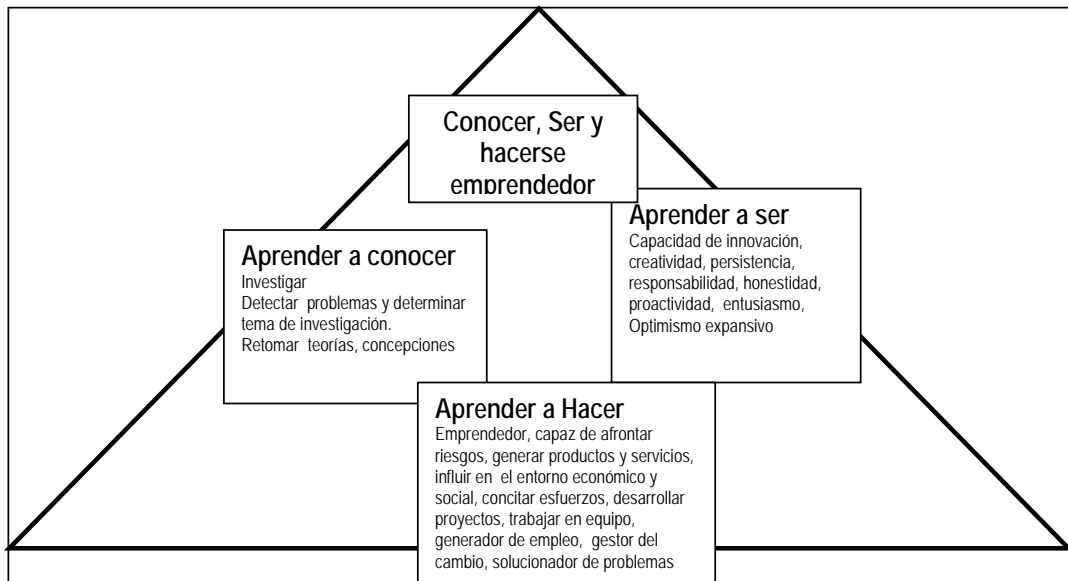 Conocer, Ser y
hacerse
emprendedor
Aprender a conocer
Investigar
Detectar problemas y determinar
tema de investigación.
Retomar teorías, concepciones
Aprender a ser
Capacidad de innovación,
creatividad, persistencia,
responsabilidad, honestidad,
proactividad, entusiasmo,
Optimismo expansivo
Aprender a Hacer
Emprendedor, capaz de afrontar
riesgos, generar productos y servicios,
influir en el entorno económico y
social, concitar esfuerzos, desarrollar
proyectos, trabajar en equipo,
generador de empleo, gestor del
cambio, solucionador de problemas